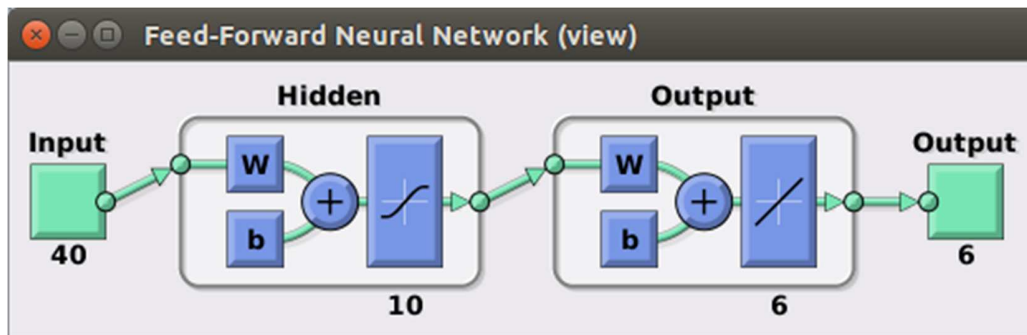 Feed-Forward Neural Network (view)
Hidden
Output
Input
Output
W
W
+
+
b
b
40
6
10
6